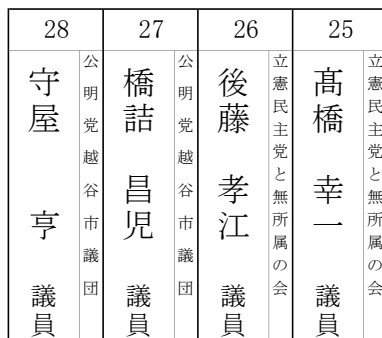 25
立憲民主党と無所属の会
髙橋 幸一 議員
26
立憲民主党と無所属の会
後藤 孝江 議員
27
公明党越谷市議団
橋詰 昌児 議員
28
公明党越谷市議団
守屋 亨 議員